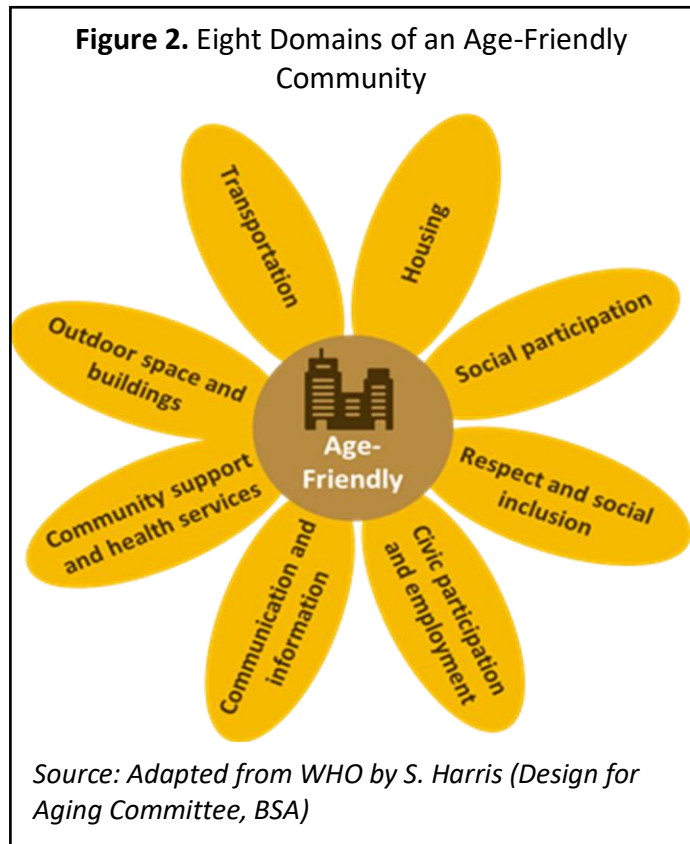 Figure 2. Eight Domains of an Age-Friendly
Community
Transportation
Housing
Social participation
Respect and social
inclusion
Civic participation
and employment
Communication and
information
Community support
and health services
Outdoor space and
buildings
Age-
Friendly
Source: Adapted from WHO by S. Harris (Design for
Aging Committee, BSA)